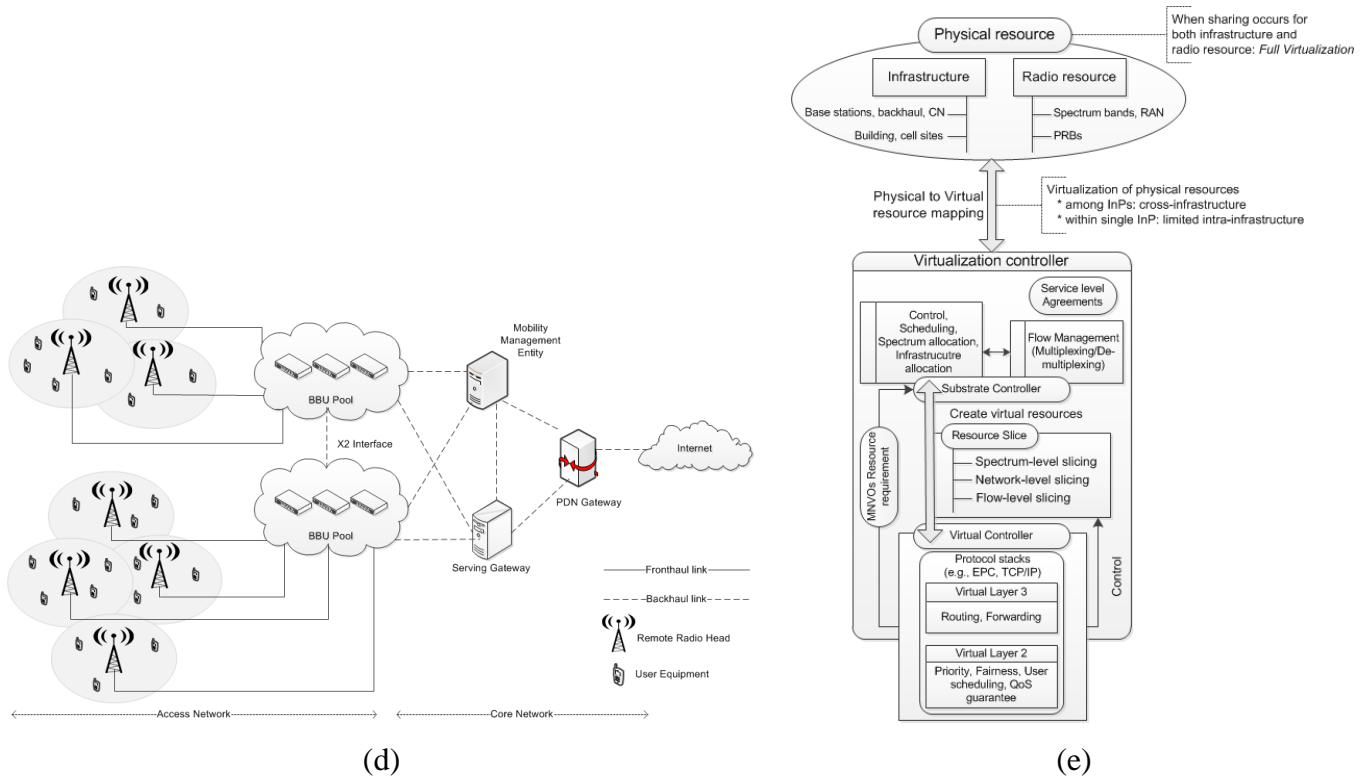 Mobility
Management
Entity
BBU Pool
X2 Interface
Internet
PDN Gateway
BBU Pool
Serving Gateway
Fronthaul link
Backhaul link
Remote Radio Head
User Equipment
Access Network
Core Network
(d)
Physical resource
When sharing occurs for
both infrastructure and
radio resource: Full Virtualization
Infrastructure
Radio resource
Base stations, backhaul, CN
Spectrum bands, RAN
Building, cell sites
PRBs
Physical to Virtual
resource mapping
Virtualization of physical resources
* among InPs: cross-infrastructure
* within single InP: limited intra-infrastructure
Virtualization controller
Service level
Agreements
Control,
Scheduling,
Spectrum allocation,
Infrastrucutre
allocation
Flow Management
(Multiplexing/De-
multiplexing)
Substrate Controller
Create virtual resources
Resource Slice
MNVOs Resource
requirement
Spectrum-level slicing
Network-level slicing
Flow-level slicing
Virtual Controller
Protocol stacks
(e.g., EPC, TCP/IP)
Virtual Layer 3
Routing, Forwarding
Control
Virtual Layer 2
Priority, Fairness, User
scheduling, QoS
guarantee
(e)